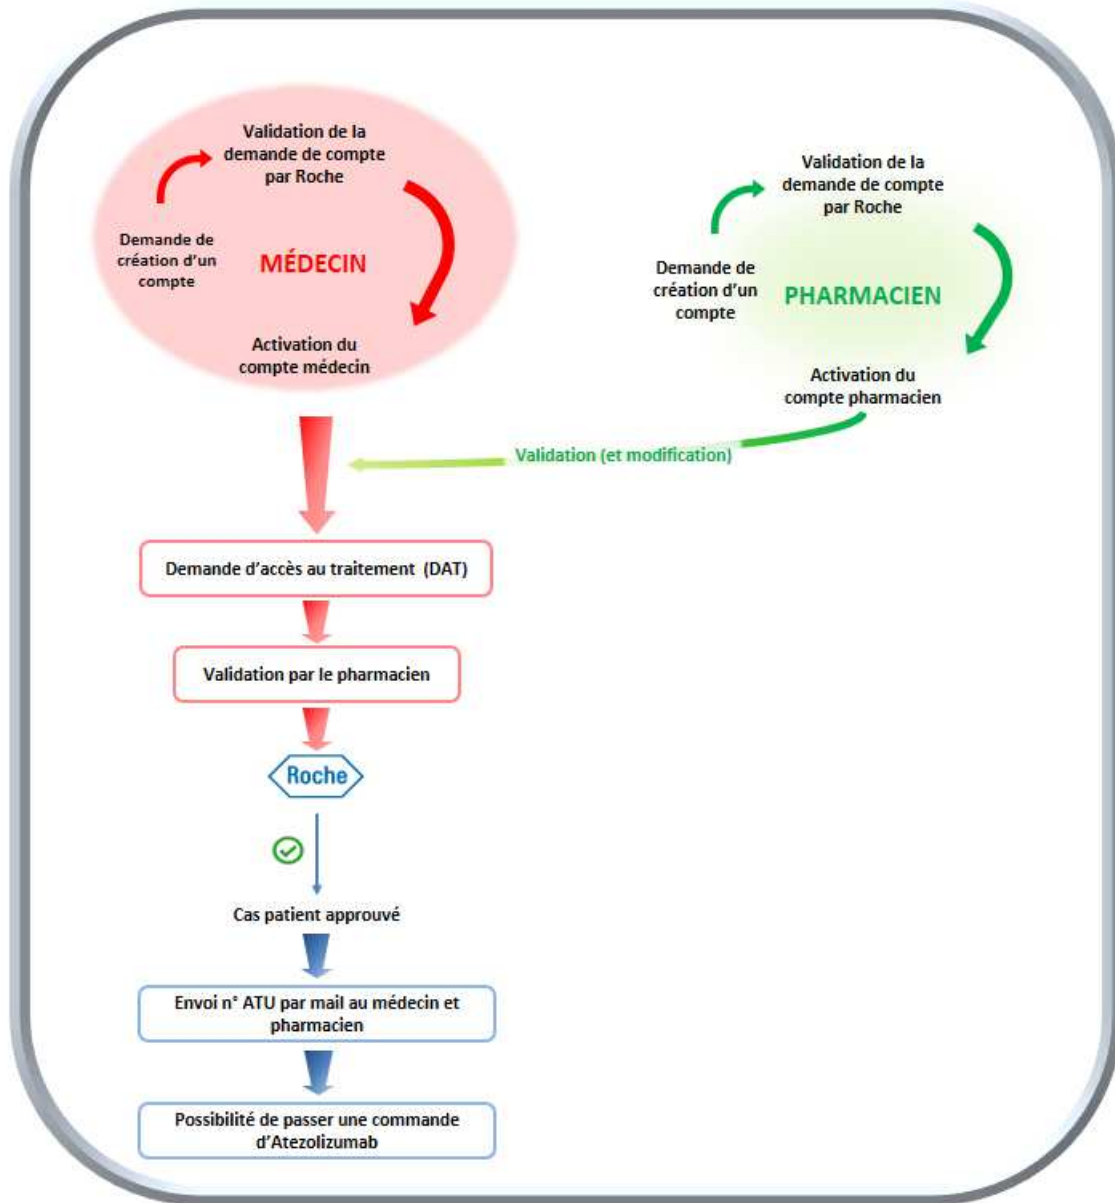 Validation de la
demande de compte
par Roche
Demande de
création d'un
compte
MÉDECIN
Activation du
compte médecin
Validation de la
demande de compte
par Roche
Demande de
création d'un
compte
PHARMACIEN
Activation du
compte pharmacien
Validation (et modification)
Demande d'accès au traitement (DAT)
Validation par le pharmacien
Roche
Cas patient approuvé
Envoi n° ATU par mail au médecin et
pharmacien
Possibilité de passer une commande
d'Atezolizumab